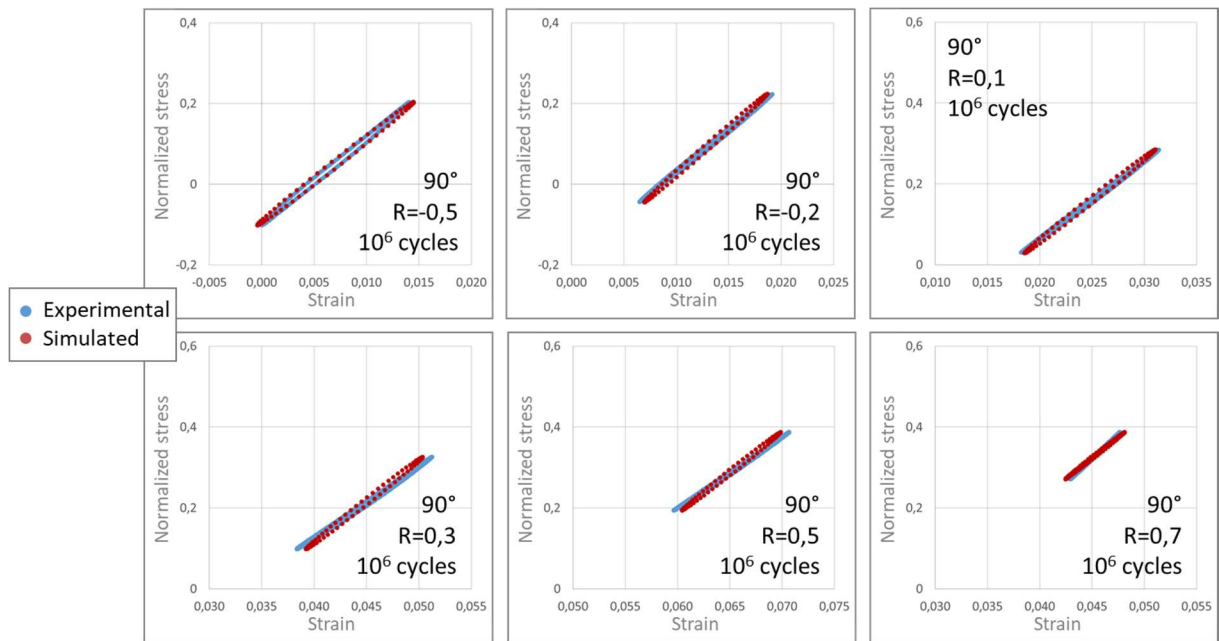 0,4
0,2
0
-0,2
Normalized stress
-0,005 0,000 0,005 0,010 0,015 0,020
Strain
90°
R=-0,5
10⁶ cycles
0,4
0,2
0
-0,2
Normalized stress
0,000 0,005 0,010 0,015 0,020 0,025
Strain
90°
R=-0,2
10⁶ cycles
0,6
0,4
0,2
0
Normalized stress
0,010 0,015 0,020 0,025 0,030 0,035
Strain
90°
R=0,1
10⁶ cycles
Experimental
Simulated
0,6
0,4
0,2
0
Normalized stress
0,030 0,035 0,040 0,045 0,050 0,055
Strain
90°
R=0,3
10⁶ cycles
0,6
0,4
0,2
0
Normalized stress
0,050 0,055 0,060 0,065 0,070 0,075
Strain
90°
R=0,5
10⁶ cycles
0,6
0,4
0,2
0
Normalized stress
0,030 0,035 0,040 0,045 0,050 0,055
Strain
90°
R=0,7
10⁶ cycles